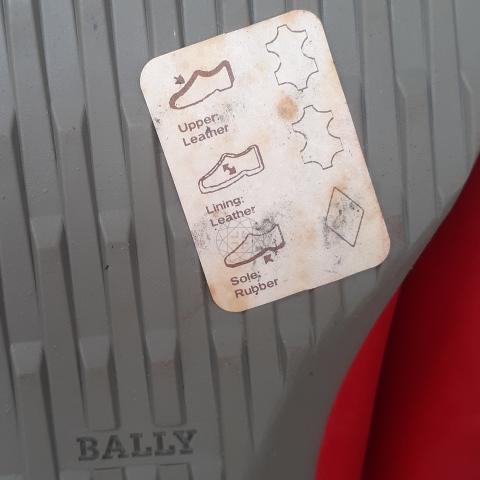 Upper:
Leather
Lining:
Leather
Sole:
Rubber
BALLY